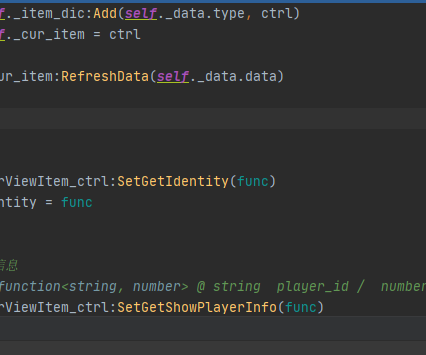 ._item_dic:Add(self._data.type, ctrl)
._cur_item = ctrl
ur_item:RefreshData(self._data.data)
rViewItem_ctrl:SetGetIdentity(func)
ntity = func
信息
function<string, number> @ string  player_id /  number
rViewItem_ctrl:SetGetShowPlayerInfo(func)